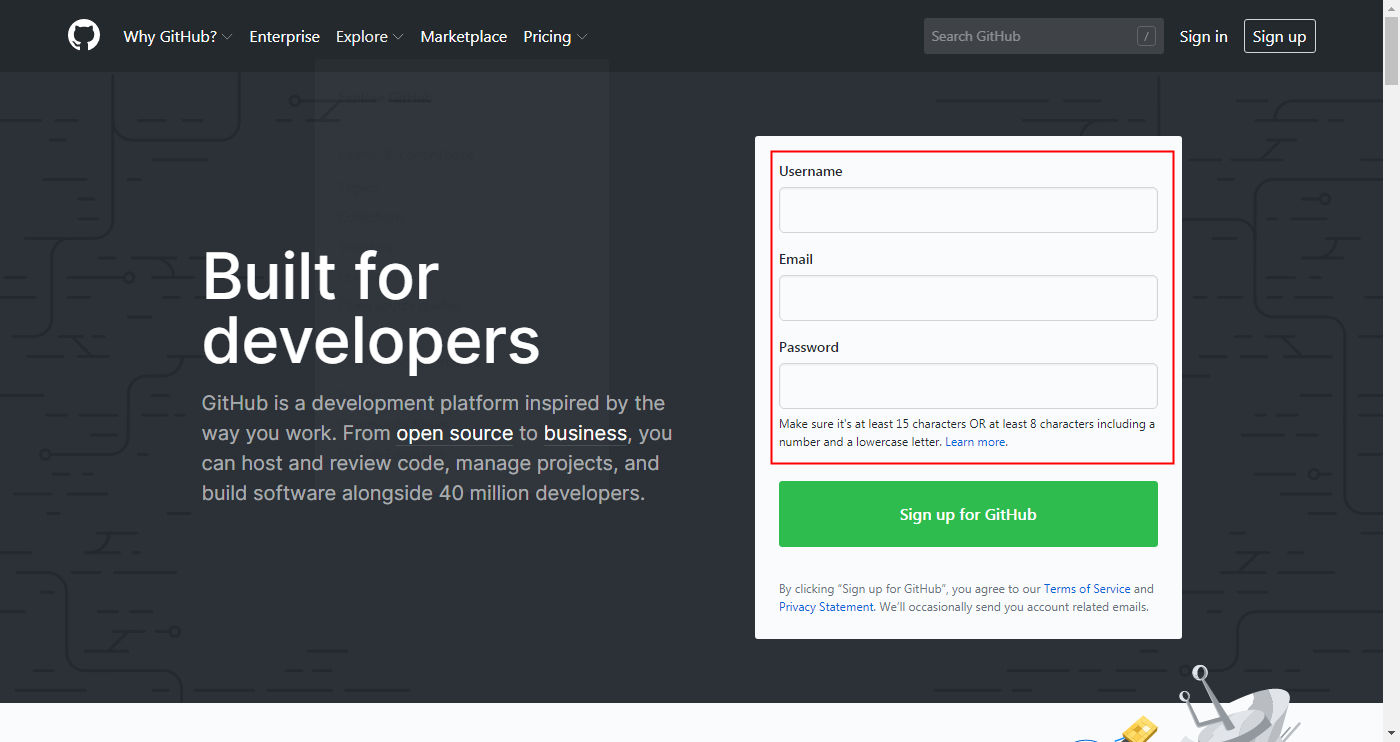 Why GitHub? Enterprise Explore Marketplace Pricing Search GitHub / Sign in Sign up
Built for
developers
GitHub is a development platform inspired by the
way you work. From open source to business, you
can host and review code, manage projects, and
build software alongside 40 million developers.
Username
Email
Password
Make sure it's at least 15 characters OR at least 8 characters including a
number and a lowercase letter. Learn more.
Sign up for GitHub
By clicking “Sign up for GitHub”, you agree to our Terms of Service and
Privacy Statement. We’ll occasionally send you account related emails.